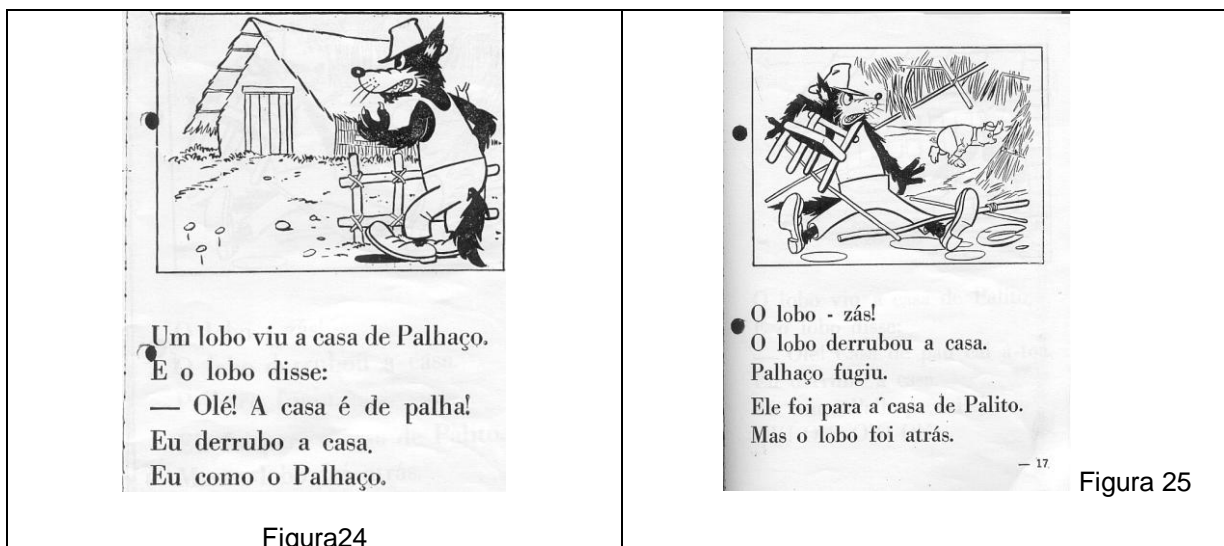 Um lobo viu a casa de Palhaço.
E o lobo disse:
— Olé! A casa é de palha!
Eu derrubo a casa.
Eu como o Palhaço.
Figura24
O lobo - zás!
O lobo derrubou a casa.
Palhaço fugiu.
Ele foi para a casa de Palito.
Mas o lobo foi atrás.
— 17
Figura 25